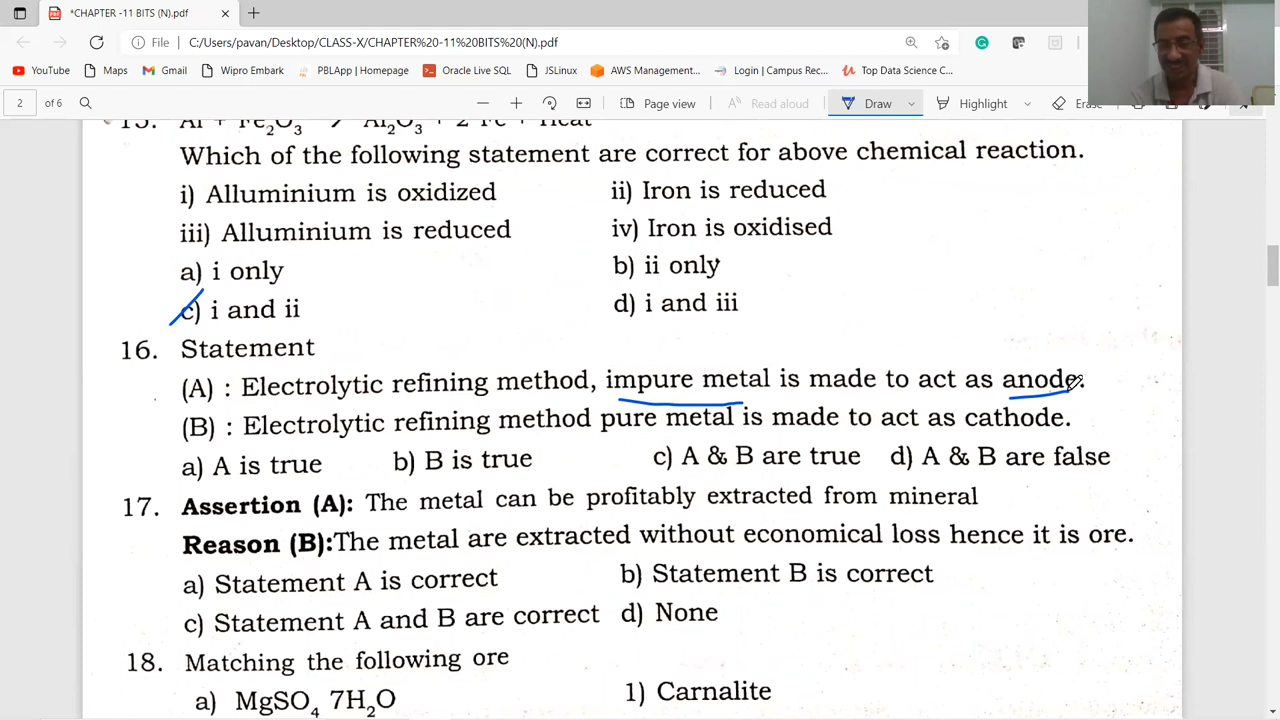 *CHAPTER -11 BITS (N).pdf
File C:/Users/pavan/Desktop/CLASS-X/CHAPTER%20-11%20BITS%20(N).pdf
YouTube Maps Gmail Wipro Embark PBLApp | Homepage Oracle Live SQL JSLinux AWS Management... Login | Campus Rec... Top Data Science C...
2 of 6 Page view Read aloud Draw Highlight Erase
15. Al + Fe2O3 → Al2O3 + 2 Fe + Heat
Which of the following statement are correct for above chemical reaction.
i) Alluminium is oxidized ii) Iron is reduced
iii) Alluminium is reduced iv) Iron is oxidised
a) i only b) ii only
c) i and ii d) i and iii
16. Statement
(A) : Electrolytic refining method, impure metal is made to act as anode.
(B) : Electrolytic refining method pure metal is made to act as cathode.
a) A is true b) B is true c) A & B are true d) A & B are false
17. Assertion (A): The metal can be profitably extracted from mineral
Reason (B):The metal are extracted without economical loss hence it is ore.
a) Statement A is correct b) Statement B is correct
c) Statement A and B are correct d) None
18. Matching the following ore
a) MgSO4 7H2O 1) Carnalite